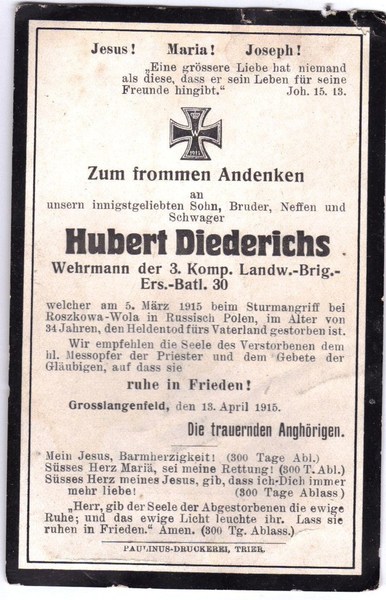 Jesus! Maria! Joseph!
„Eine grössere Liebe hat niemand
als diese, dass er sein Leben für seine
Freunde hingibt.“ Joh. 15. 13.
Zum frommen Andenken
an
unsern innigstgeliebten Sohn, Bruder, Neffen und
Schwager
Hubert Diederichs
Wehrmann der 3. Komp. Landw.-Brig.-
Ers.-Batl. 30
welcher am 5. März 1915 beim Sturmangriff bei
Roszkowa-Wola in Russisch Polen, im Alter von
34 Jahren, den Heldentod fürs Vaterland gestorben ist.
Wir empfehlen die Seele des Verstorbenen dem
hl. Messopfer der Priester und dem Gebete der
Gläubigen, auf dass sie
ruhe in Frieden!
Grosslangenfeld, den 13. April 1915.
Die trauernden Anghörigen.
Mein Jesus, Barmherzigkeit! (300 Tage Abl.)
Süsses Herz Mariä, sei meine Rettung! (300 T. Abl.)
Süsses Herz meines Jesus, gib, dass ich Dich immer
mehr liebe! (300 Tage Ablass)
„Herr, gib der Seele der Abgestorbenen die ewige
Ruhe; und das ewige Licht leuchte ihr. Lass sie
ruhen in Frieden.“ Amen. (300 Tg. Ablass.)
PAULINUS-DRUCKEREI, TRIER.